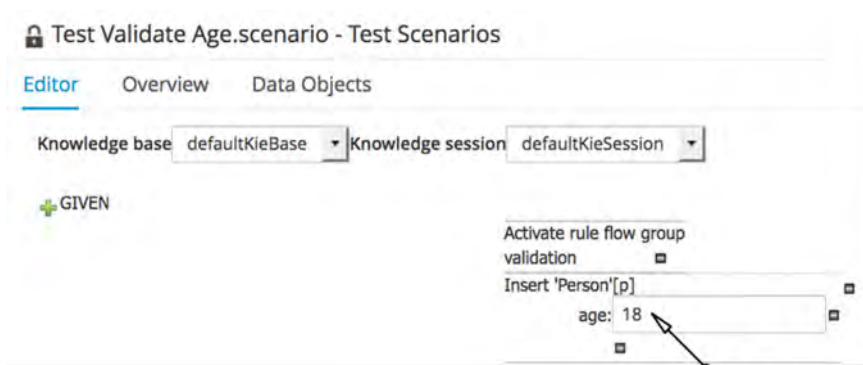 Test Validate Age.scenario - Test Scenarios
Editor Overview Data Objects
Knowledge base defaultKieBase Knowledge session defaultKieSession
GIVEN
Activate rule flow group
validation
Insert 'Person'[p]
age: 18